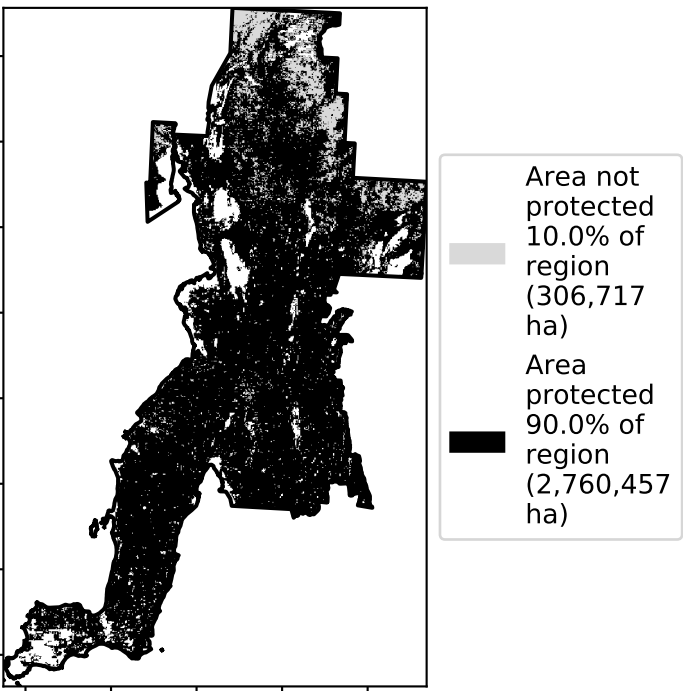 Area not
protected
10.0% of
region
(306,717
ha)
Area
protected
90.0% of
region
(2,760,457
ha)